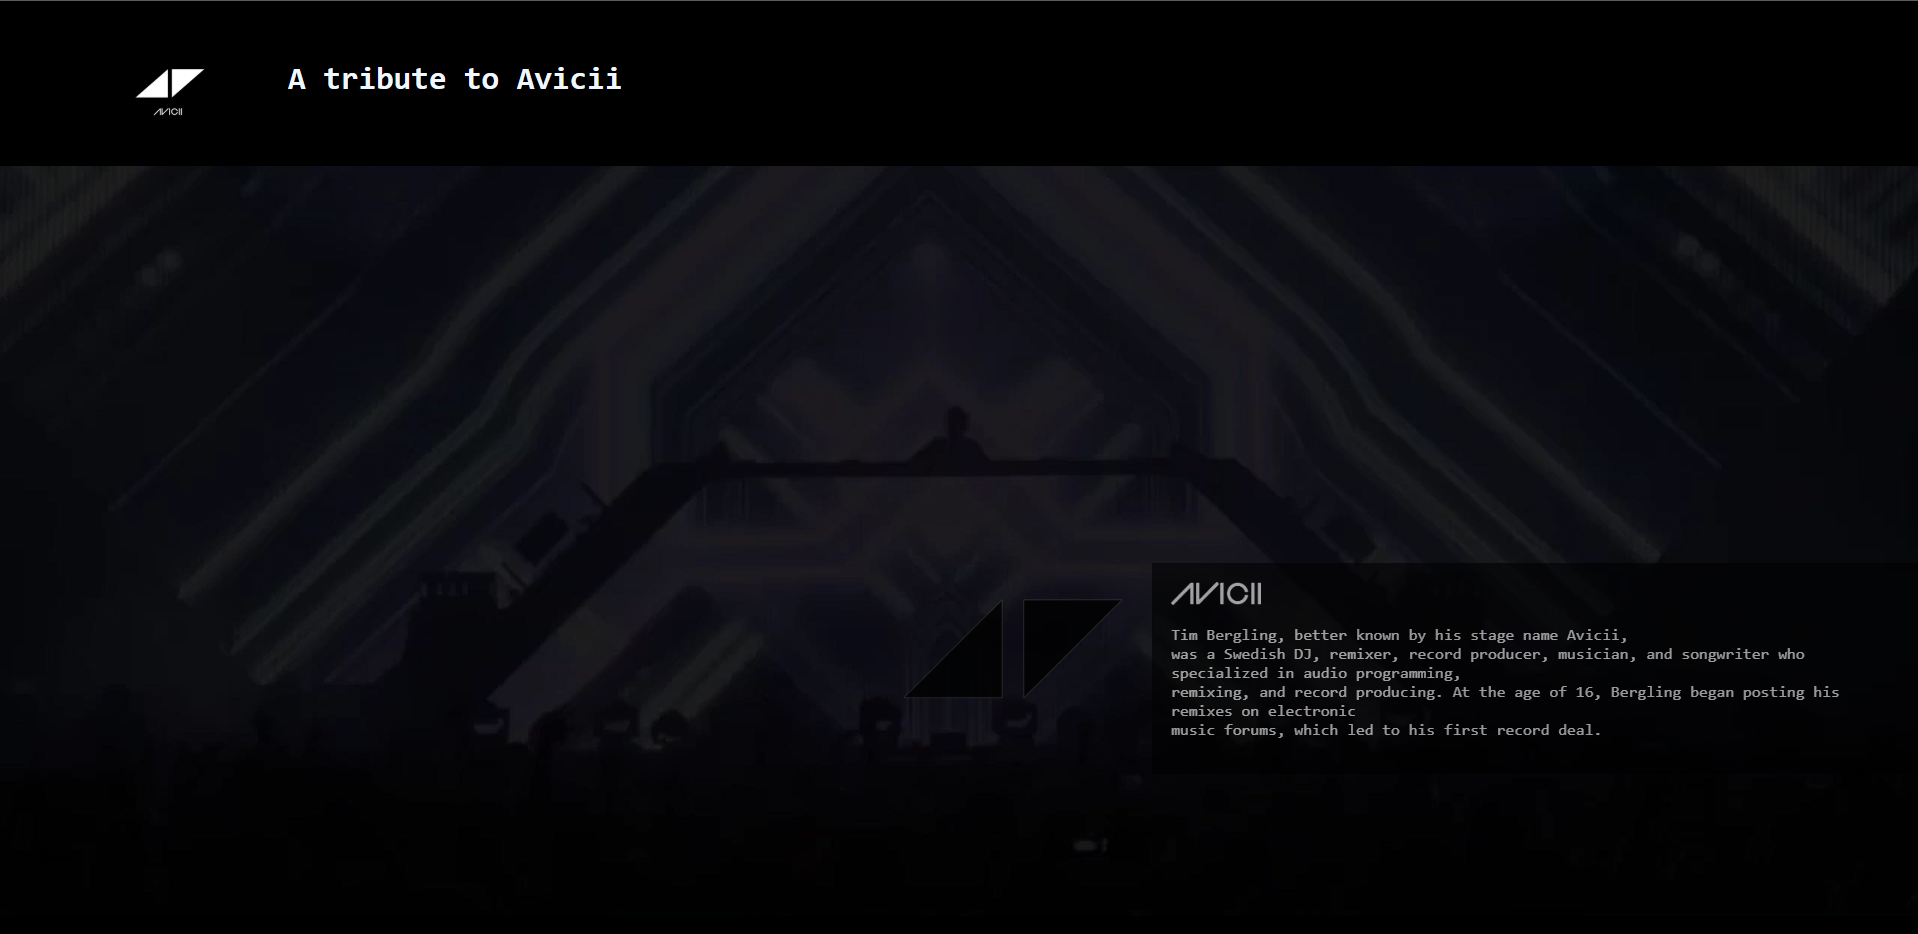 AVICII
A tribute to Avicii
AVICII
Tim Bergling, better known by his stage name Avicii,
was a Swedish DJ, remixer, record producer, musician, and songwriter who
specialized in audio programming,
remixing, and record producing. At the age of 16, Bergling began posting his
remixes on electronic
music forums, which led to his first record deal.